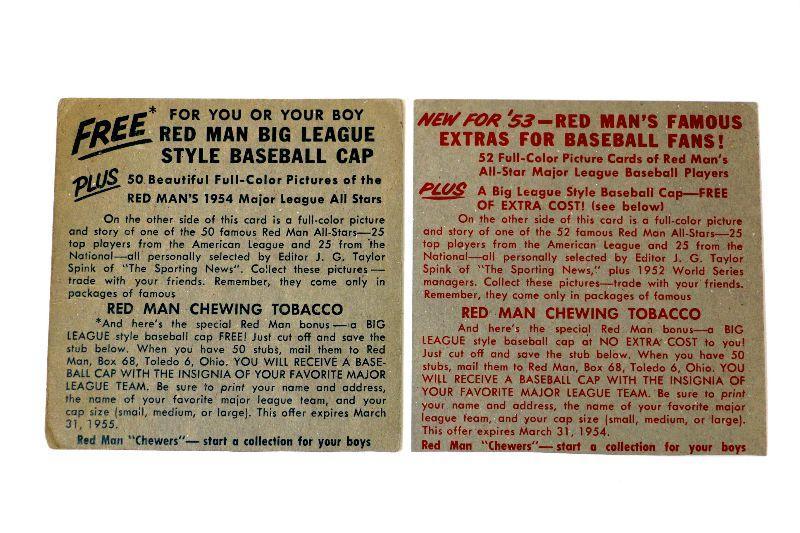 FREE* FOR YOU OR YOUR BOY
RED MAN BIG LEAGUE
STYLE BASEBALL CAP
PLUS 50 Beautiful Full-Color Pictures of the
RED MAN'S 1954 Major League All Stars
On the other side of this card is a full-color picture
and story of one of the 50 famous Red Man All-Stars—25
top players from the American League and 25 from the
National—all personally selected by Editor J. G. Taylor
Spink of "The Sporting News". Collect these pictures—
trade with your friends. Remember, they come only in
packages of famous
RED MAN CHEWING TOBACCO
*And here's the special Red Man bonus—a BIG
LEAGUE style baseball cap FREE! Just cut off and save the
stub below. When you have 50 stubs, mail them to Red
Man, Box 68, Toledo 6, Ohio. YOU WILL RECEIVE A BASE-
BALL CAP WITH THE INSIGNIA OF YOUR FAVORITE MAJOR
LEAGUE TEAM. Be sure to print your name and address,
the name of your favorite major league team, and your
cap size (small, medium, or large). This offer expires March
31, 1955.
Red Man "Chewers"— start a collection for your boys
NEW FOR '53—RED MAN'S FAMOUS
EXTRAS FOR BASEBALL FANS!
52 Full-Color Picture Cards of Red Man's
All-Star Major League Baseball Players
PLUS A Big League Style Baseball Cap—FREE
OF EXTRA COST! (see below)
On the other side of this card is a full-color picture
and story of one of the 52 famous Red Man All-Stars—25
top players from the American League and 25 from the
National—all personally selected by Editor J. G. Taylor
Spink of "The Sporting News," plus 1952 World Series
managers. Collect these pictures—trade with your friends.
Remember, they come only in packages of famous
RED MAN CHEWING TOBACCO
And here's the special Red Man bonus—a BIG
LEAGUE style baseball cap at NO EXTRA COST to you!
Just cut off and save the stub below. When you have 50
stubs, mail them to Red Man, Box 68, Toledo 6, Ohio. YOU
WILL RECEIVE A BASEBALL CAP WITH THE INSIGNIA OF
YOUR FAVORITE MAJOR LEAGUE TEAM. Be sure to print
your name and address, the name of your favorite major
league team, and your cap size (small, medium, or large).
This offer expires March 31, 1954.
Red Man "Chewers"— start a collection for your boys